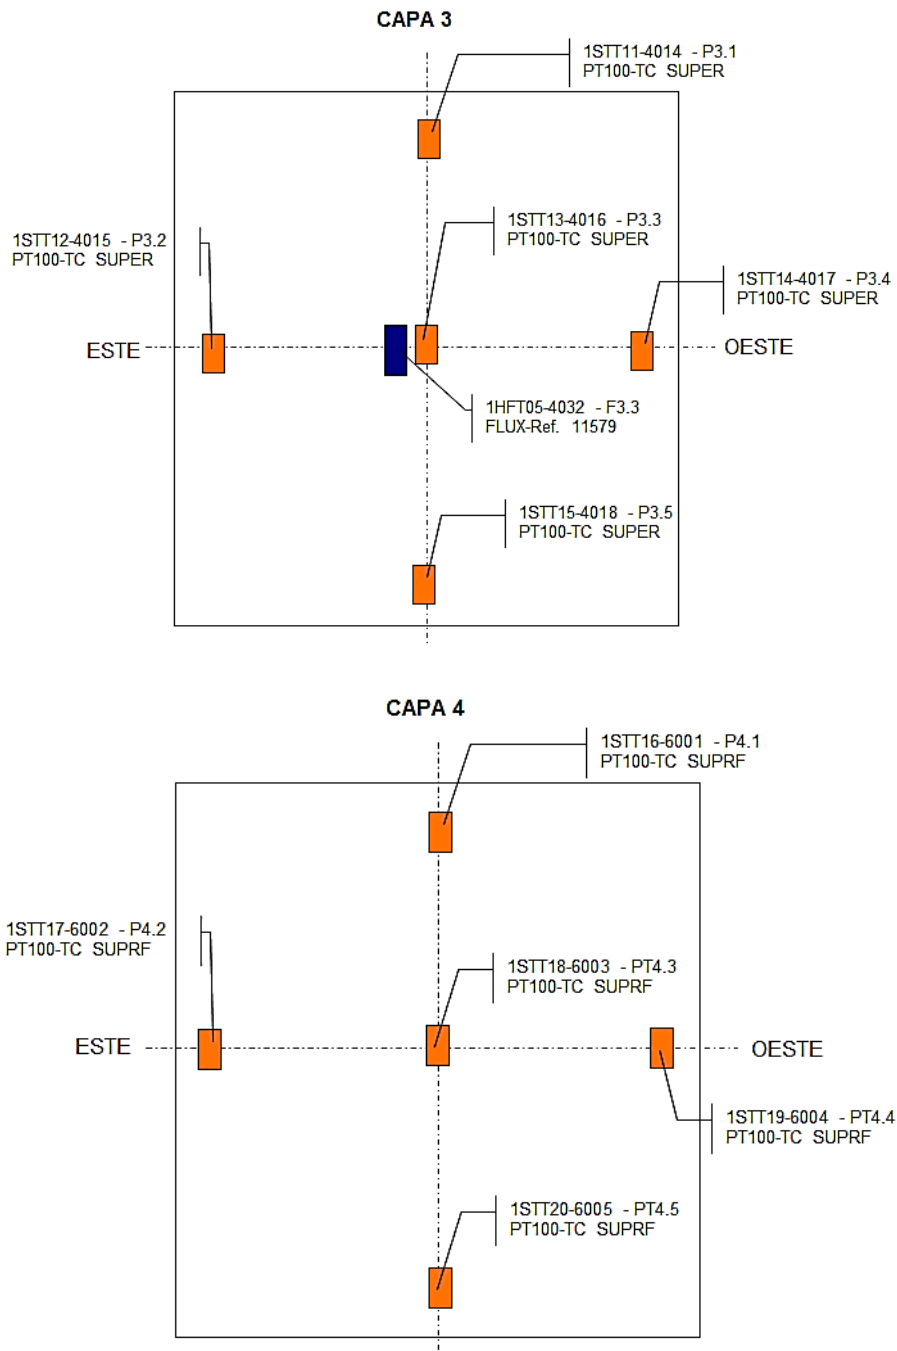 CAPA 3
1STT11-4014 - P3.1
PT100-TC SUPER
1STT13-4016 - P3.3
PT100-TC SUPER
1STT12-4015 - P3.2
PT100-TC SUPER
1STT14-4017 - P3.4
PT100-TC SUPER
ESTE
OESTE
1HFT05-4032 - F3.3
FLUX-Ref. 11579
1STT15-4018 - P3.5
PT100-TC SUPER
CAPA 4
1STT16-6001 - P4.1
PT100-TC SUPRF
1STT17-6002 - P4.2
PT100-TC SUPRF
1STT18-6003 - PT4.3
PT100-TC SUPRF
ESTE
OESTE
1STT19-6004 - PT4.4
PT100-TC SUPRF
1STT20-6005 - PT4.5
PT100-TC SUPRF